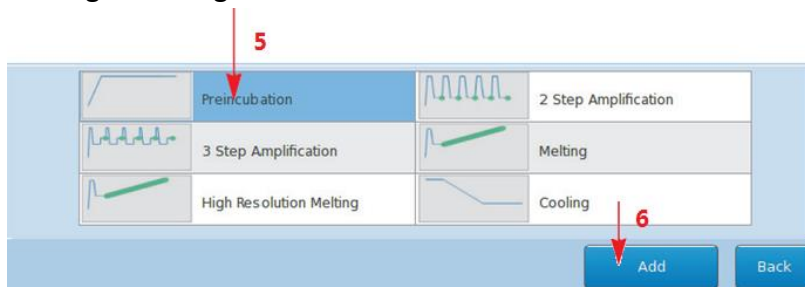 5
Preincubation
2 Step Amplification
3 Step Amplification
Melting
High Resolution Melting
Cooling
6
Add
Back